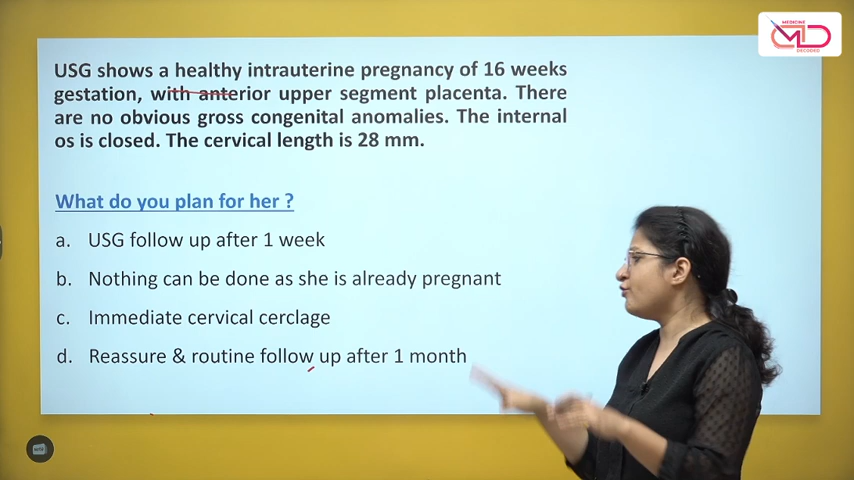 MEDICINE
MD
DECODED
USG shows a healthy intrauterine pregnancy of 16 weeks
gestation, with anterior upper segment placenta. There
are no obvious gross congenital anomalies. The internal
os is closed. The cervical length is 28 mm.
What do you plan for her ?
a. USG follow up after 1 week
b. Nothing can be done as she is already pregnant
c. Immediate cervical cerclage
d. Reassure & routine follow up after 1 month